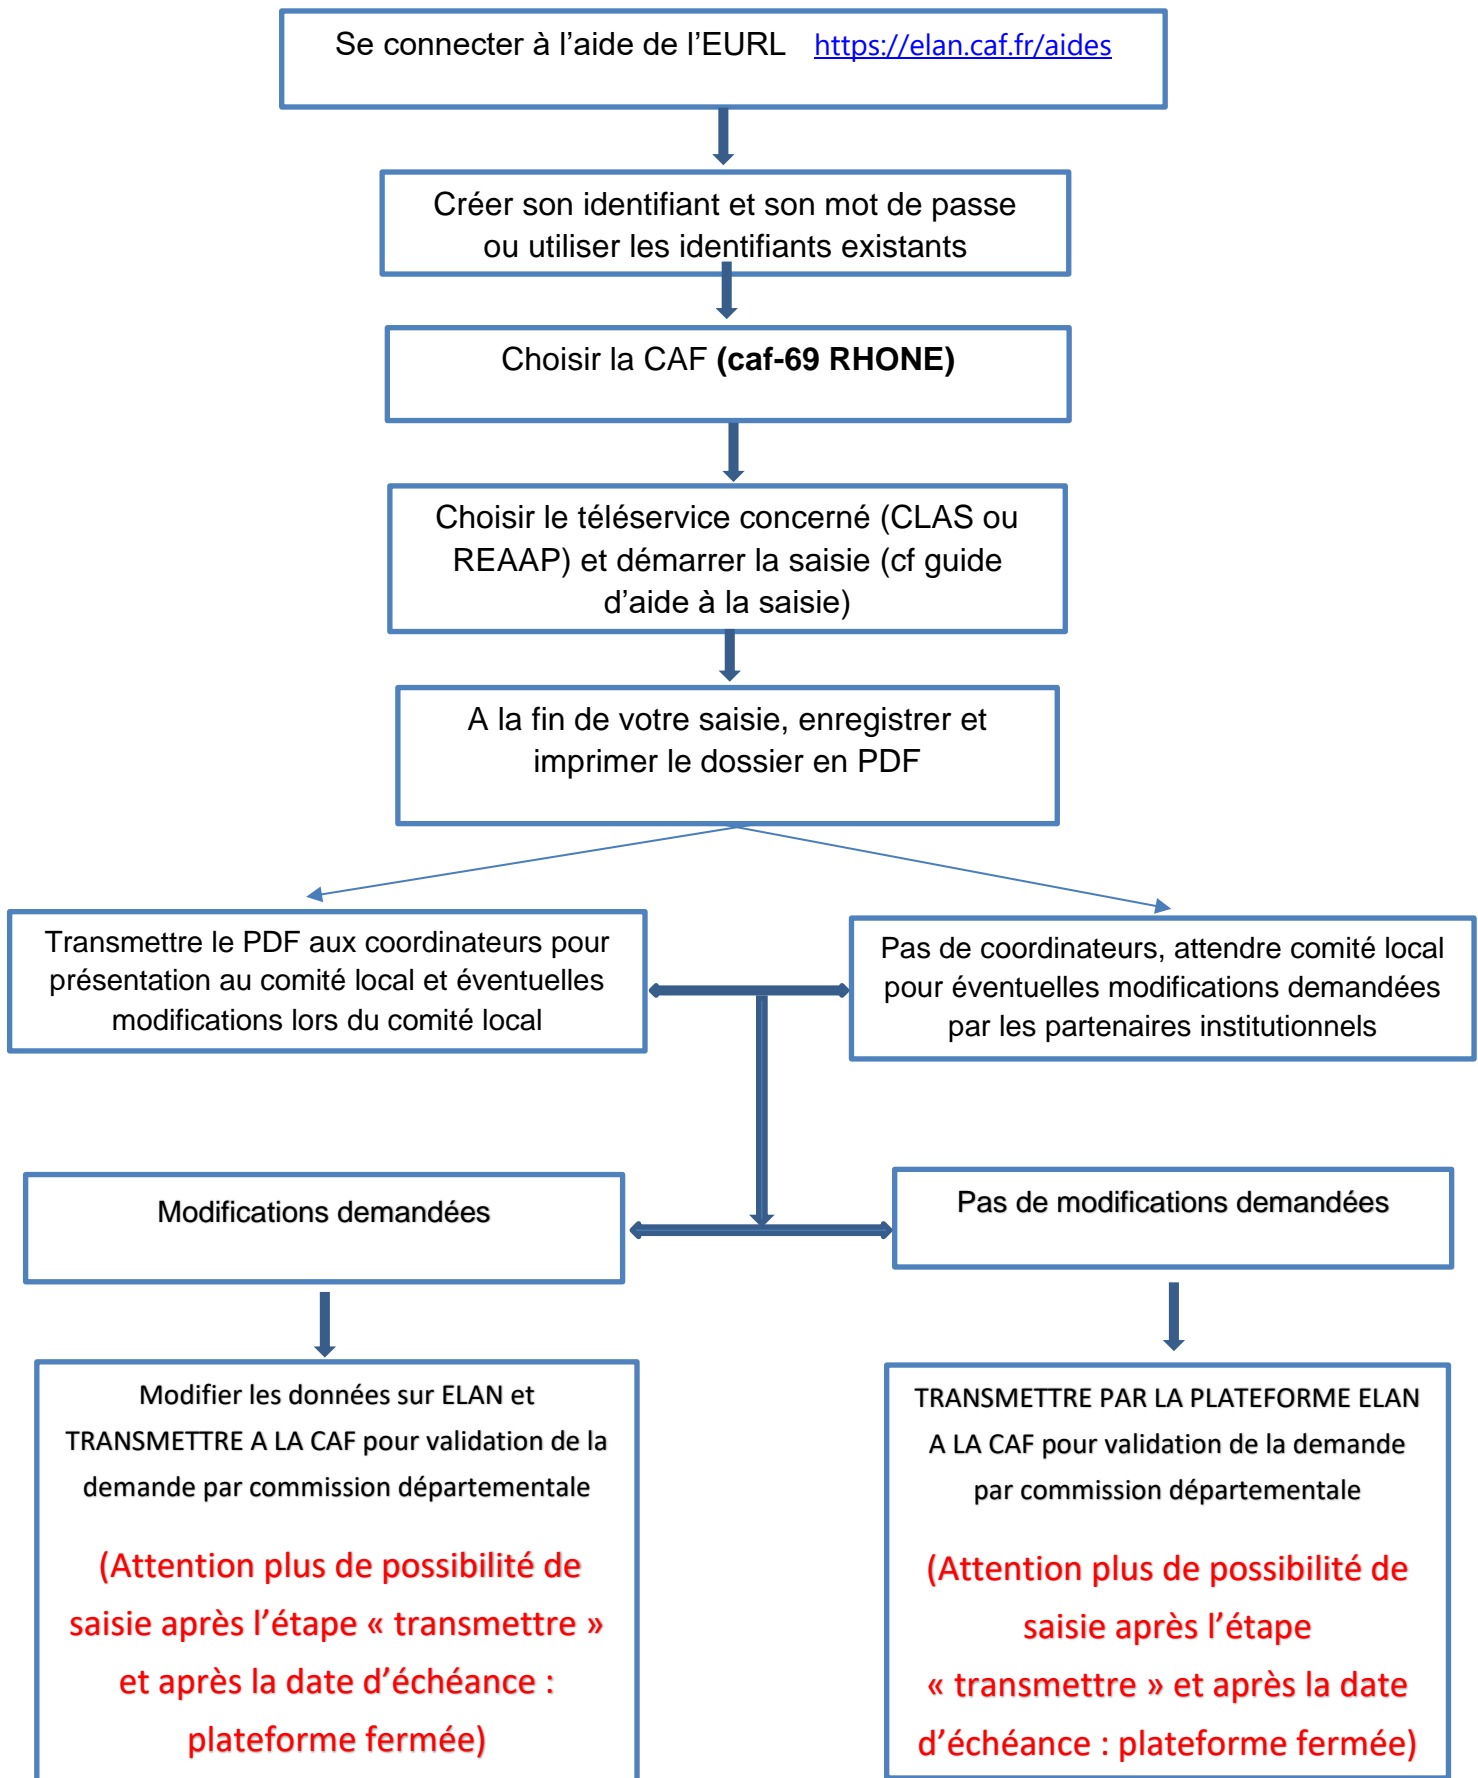 Se connecter à l’aide de l’EURL https://elan.caf.fr/aides
Créer son identifiant et son mot de passe
ou utiliser les identifiants existants
Choisir la CAF (caf-69 RHONE)
Choisir le téléservice concerné (CLAS ou
REAAP) et démarrer la saisie (cf guide
d’aide à la saisie)
A la fin de votre saisie, enregistrer et
imprimer le dossier en PDF
Transmettre le PDF aux coordinateurs pour
présentation au comité local et éventuelles
modifications lors du comité local
Pas de coordinateurs, attendre comité local
pour éventuelles modifications demandées
par les partenaires institutionnels
Modifications demandées
Pas de modifications demandées
Modifier les données sur ELAN et
TRANSMETTRE A LA CAF pour validation de la
demande par commission départementale
(Attention plus de possibilité de
saisie après l’étape « transmettre »
et après la date d’échéance :
plateforme fermée)
TRANSMETTRE PAR LA PLATEFORME ELAN
A LA CAF pour validation de la demande
par commission départementale
(Attention plus de possibilité de
saisie après l’étape
« transmettre » et après la date
d’échéance : plateforme fermée)